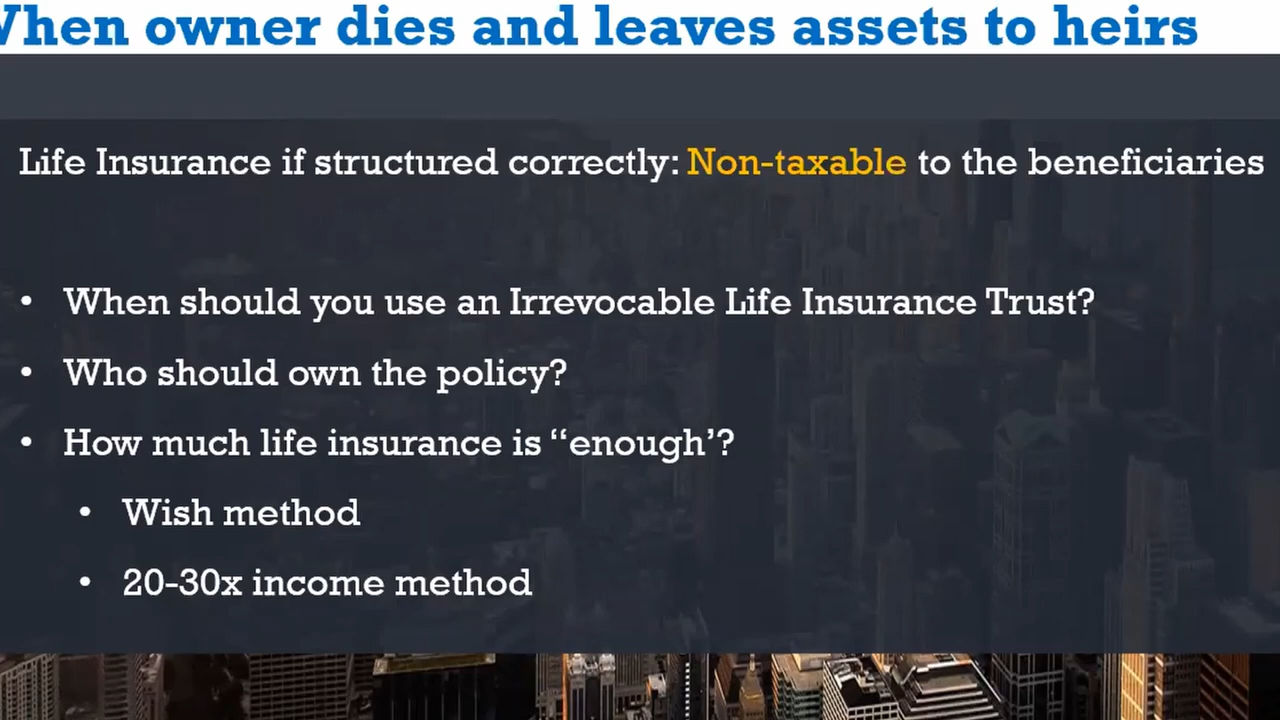 When owner dies and leaves assets to heirs
Life Insurance if structured correctly: Non-taxable to the beneficiaries
• When should you use an Irrevocable Life Insurance Trust?
• Who should own the policy?
• How much life insurance is “enough’?
• Wish method
• 20-30x income method